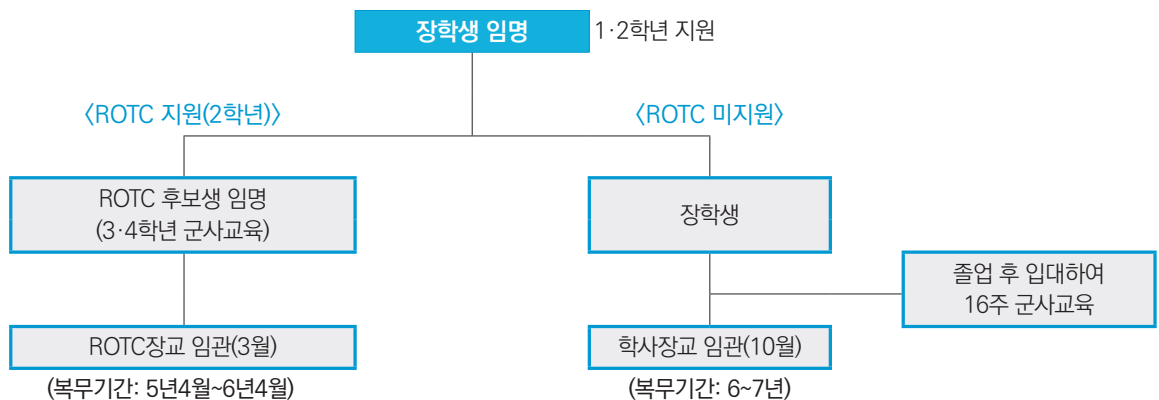 장학생 임명 1·2학년 지원
〈ROTC 지원(2학년)〉
〈ROTC 미지원〉
ROTC 후보생 임명
(3·4학년 군사교육)
장학생
졸업 후 입대하여
16주 군사교육
ROTC장교 임관(3월)
(복무기간: 5년4월~6년4월)
학사장교 임관(10월)
(복무기간: 6~7년)